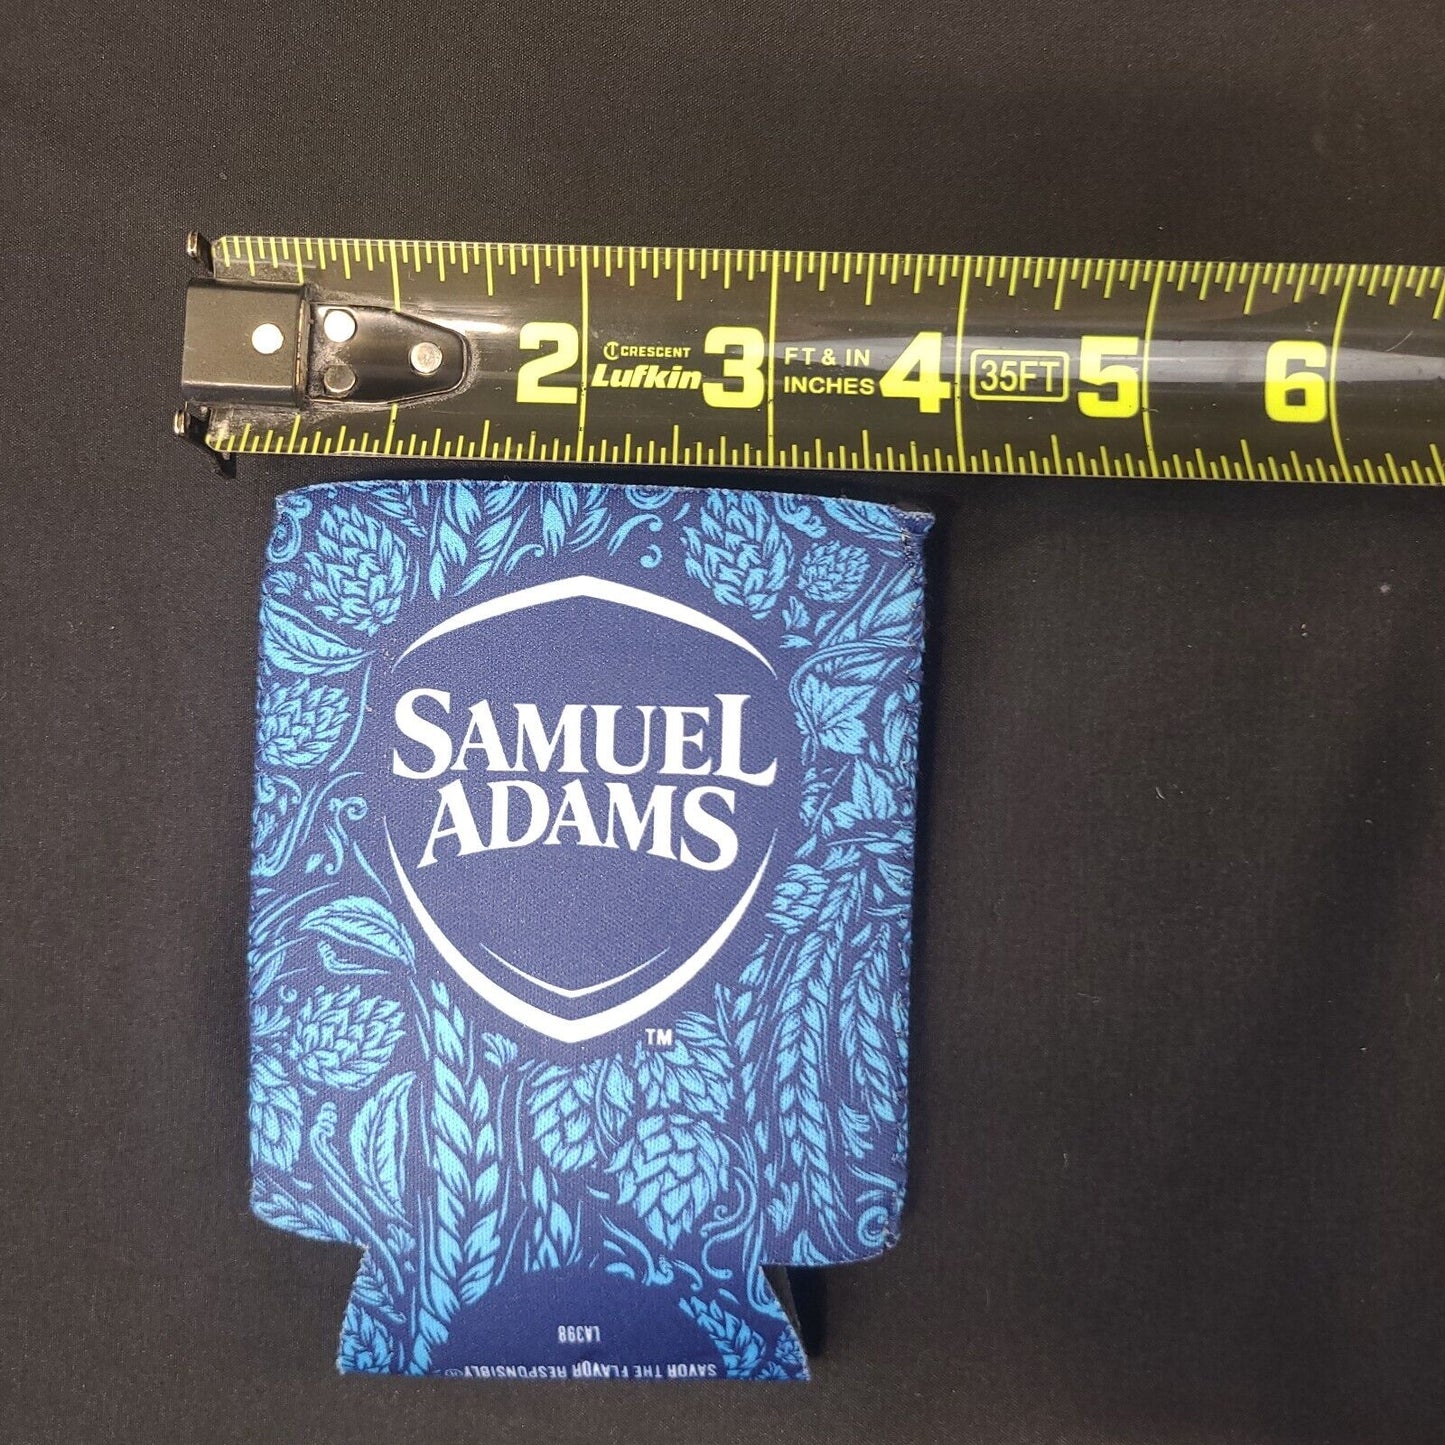 2 CRESCENT Lufkin 3 FT & IN INCHES 4 35FT 5 6
SAMUEL
ADAMS
TM
LA398
SAVOR THE FLAVOR RESPONSIBLY